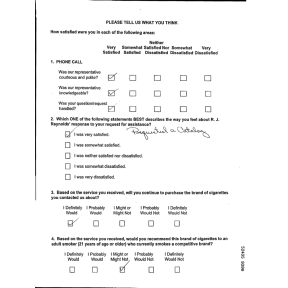 PLEASE TELL US WHAT YOU THINK
How satisfied were you in each of the following areas:
Neither
Very Somewhat Satisfied Nor Somewhat Very
Satisfied Satisfied Dissatisfied Dissatisfied Dissatisfied
1. PHONE CALL
Was our representative
courteous and polite?
Was our representative
knowledgeable?
Was your question/request
handled?
2. Which ONE of the following statements BEST describes the way you feel about R. J.
Reynolds' response to your request for assistance?
Requested a Catalog
I was very satisfied.
I was somewhat satisfied.
I was neither satisfied nor dissatisfied.
I was somewhat dissatisfied.
I was very dissatisfied.
3. Based on the service you received, will you continue to purchase the brand of cigarettes
you contacted us about?
I Definitely I Probably I Might or I Probably I Definitely
Would Would Might Not Would Not Would Not
4. Based on the service you received, would you recommend this brand of cigarettes to an
adult smoker (21 years of age or older) who currently smokes a competitive brand?
I Definitely I Probably I Might or I Probably I Definitely
Would Would Might Not Would Not Would Not